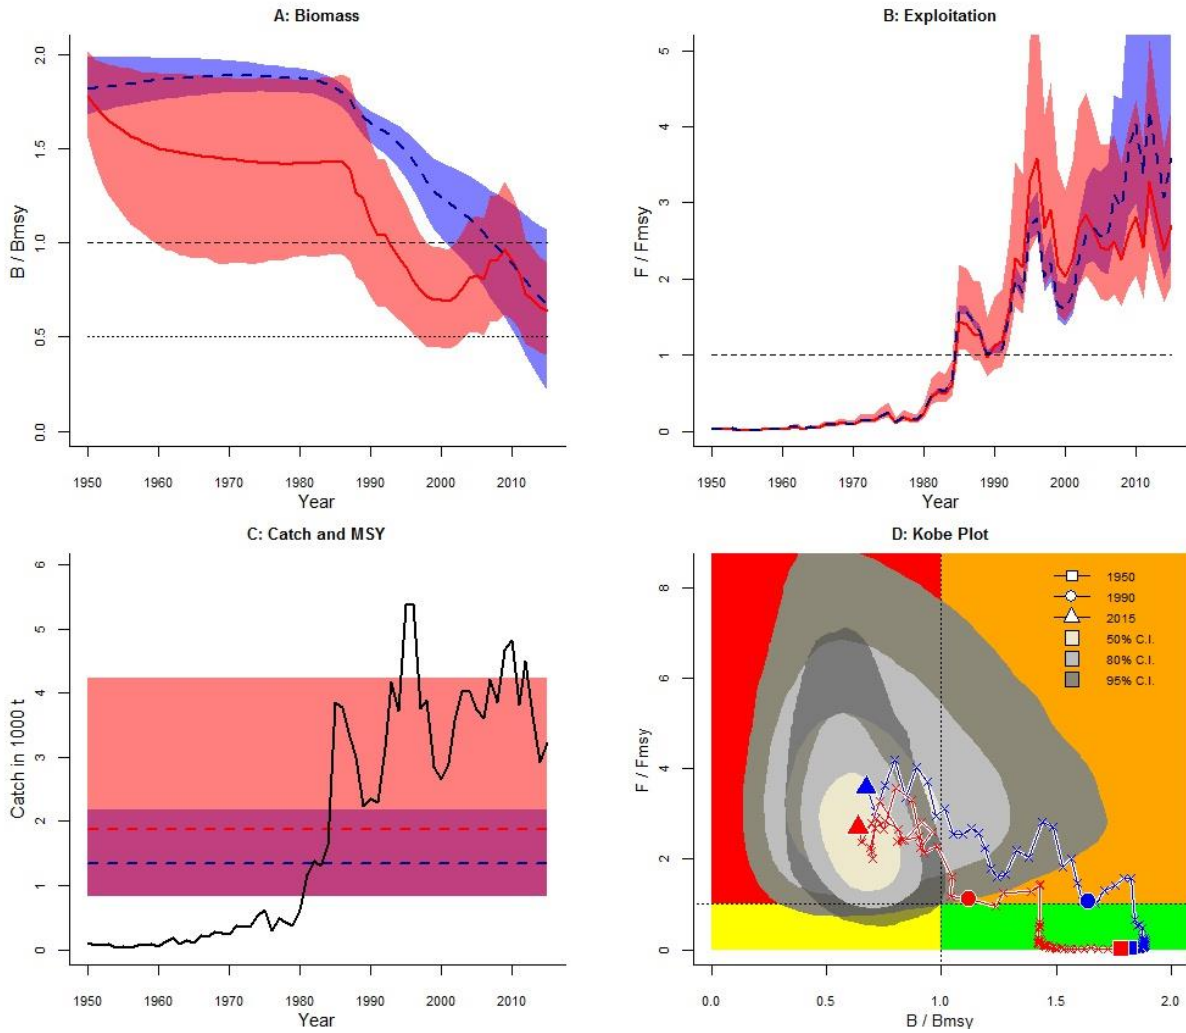 A: Biomass
B / Bmsy
2.0
1.5
1.0
0.5
0.0
1950 1960 1970 1980 1990 2000 2010
Year
B: Exploitation
F / Fmsy
5
4
3
2
1
0
1950 1960 1970 1980 1990 2000 2010
Year
C: Catch and MSY
Catch in 1000 t
6
5
4
3
2
1
0
1950 1960 1970 1980 1990 2000 2010
Year
D: Kobe Plot
F / Fmsy
8
6
4
2
0
1950
1990
2015
50% C.I.
80% C.I.
95% C.I.
0.0 0.5 1.0 1.5 2.0
B / Bmsy